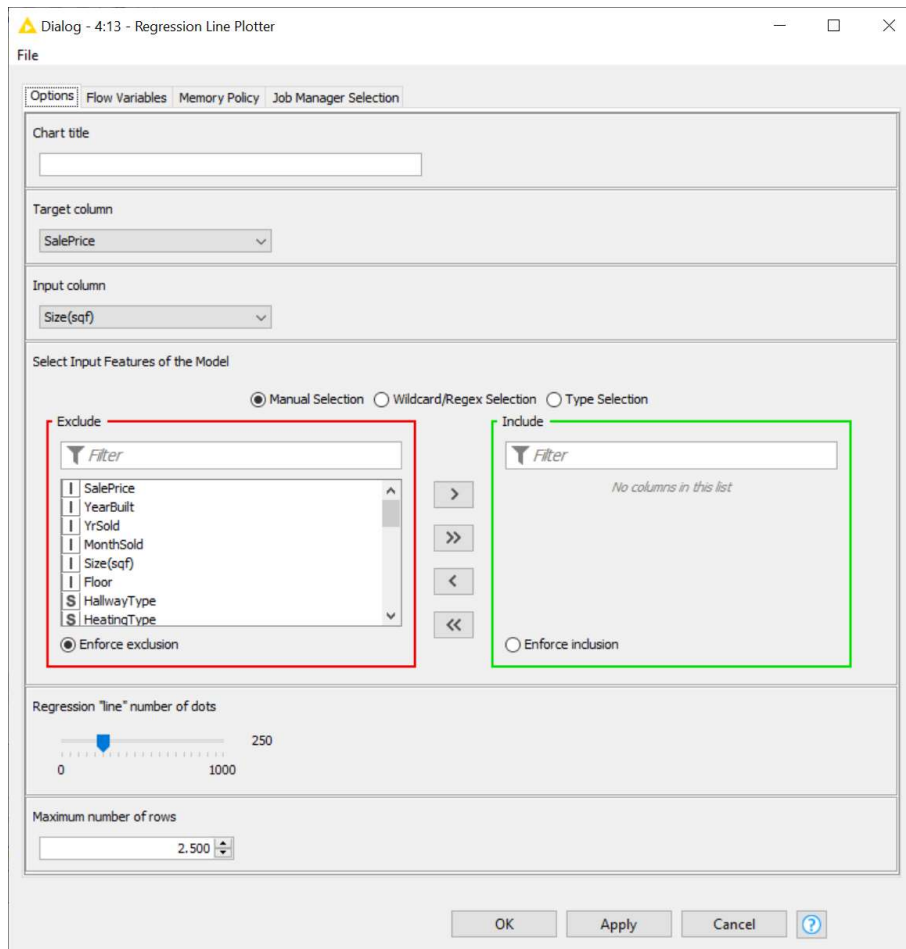 Dialog - 4:13 - Regression Line Plotter
File
Options Flow Variables Memory Policy Job Manager Selection
Chart title
Target column
SalePrice
Input column
Size(sqf)
Select Input Features of the Model
Manual Selection Wildcard/Regex Selection Type Selection
Exclude Include
Filter Filter
I SalePrice No columns in this list
I YearBuilt
I YrSold
I MonthSold
I Size(sqf)
I Floor
S HallwayType
S HeatingType
Enforce exclusion Enforce inclusion
> >> < <<
Regression "line" number of dots
250
0 1000
Maximum number of rows
2.500
OK Apply Cancel ?